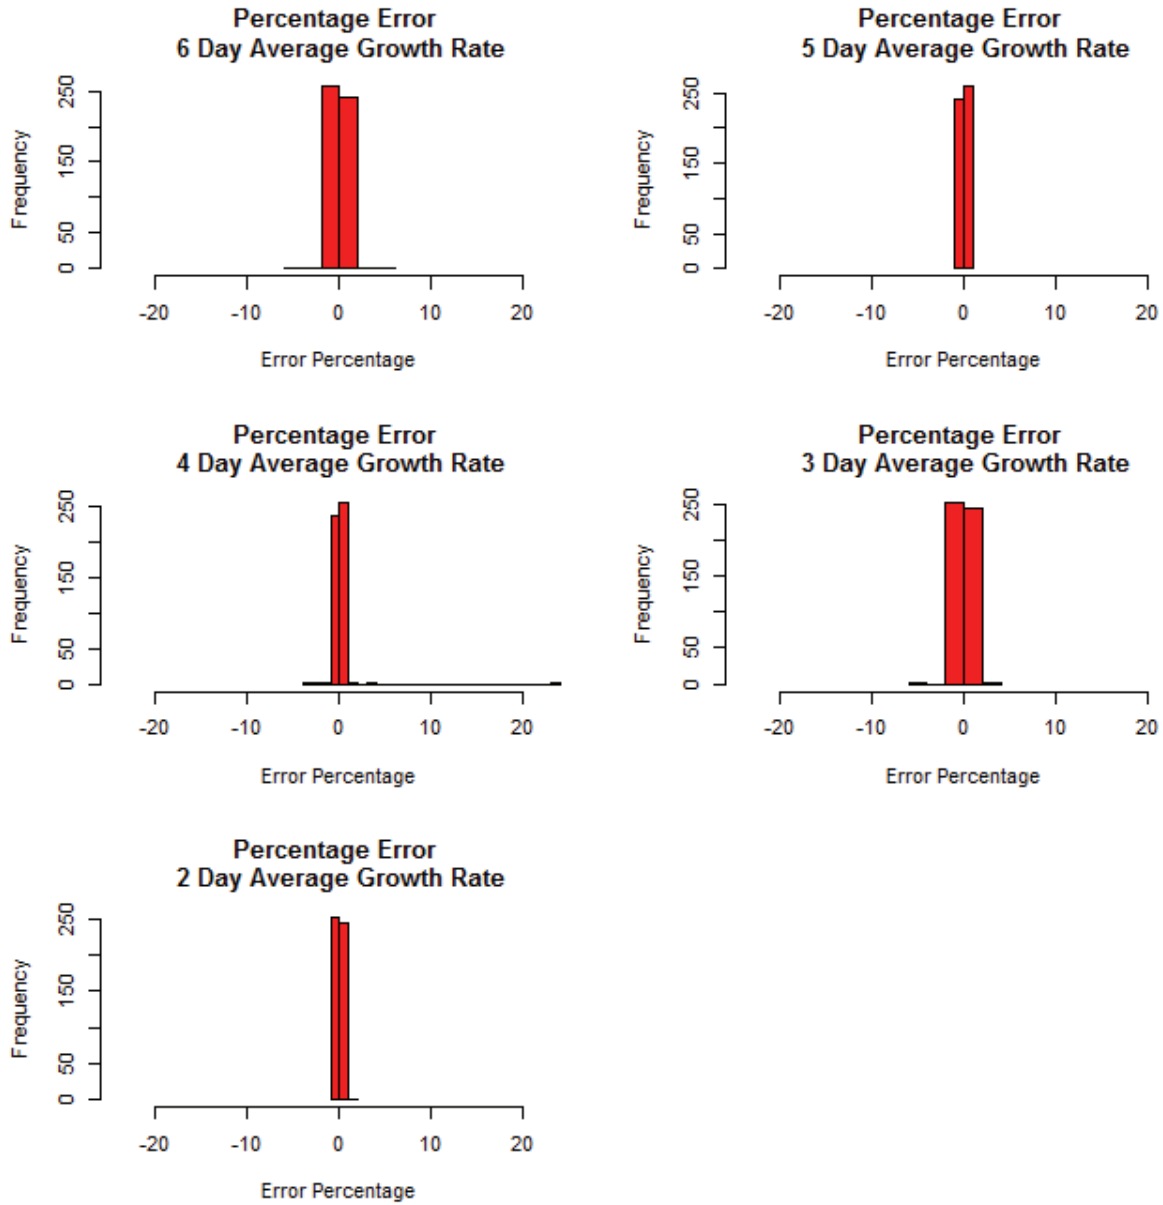 Percentage Error
6 Day Average Growth Rate
Frequency
0 50 150 250
-20 -10 0 10 20
Error Percentage
Percentage Error
5 Day Average Growth Rate
Frequency
0 50 150 250
-20 -10 0 10 20
Error Percentage
Percentage Error
4 Day Average Growth Rate
Frequency
0 50 150 250
-20 -10 0 10 20
Error Percentage
Percentage Error
3 Day Average Growth Rate
Frequency
0 50 150 250
-20 -10 0 10 20
Error Percentage
Percentage Error
2 Day Average Growth Rate
Frequency
0 50 150 250
-20 -10 0 10 20
Error Percentage